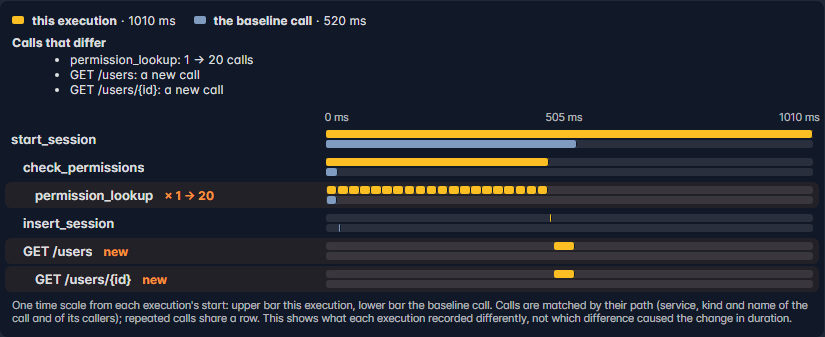 this execution · 1010 ms the baseline call · 520 ms
Calls that differ
• permission_lookup: 1 → 20 calls
• GET /users: a new call
• GET /users/{id}: a new call
0 ms 505 ms 1010 ms
start_session
check_permissions
permission_lookup × 1 → 20
insert_session
GET /users new
GET /users/{id} new
One time scale from each execution's start: upper bar this execution, lower bar the baseline call. Calls are matched by their path (service, kind and name of the
call and of its callers); repeated calls share a row. This shows what each execution recorded differently, not which difference caused the change in duration.